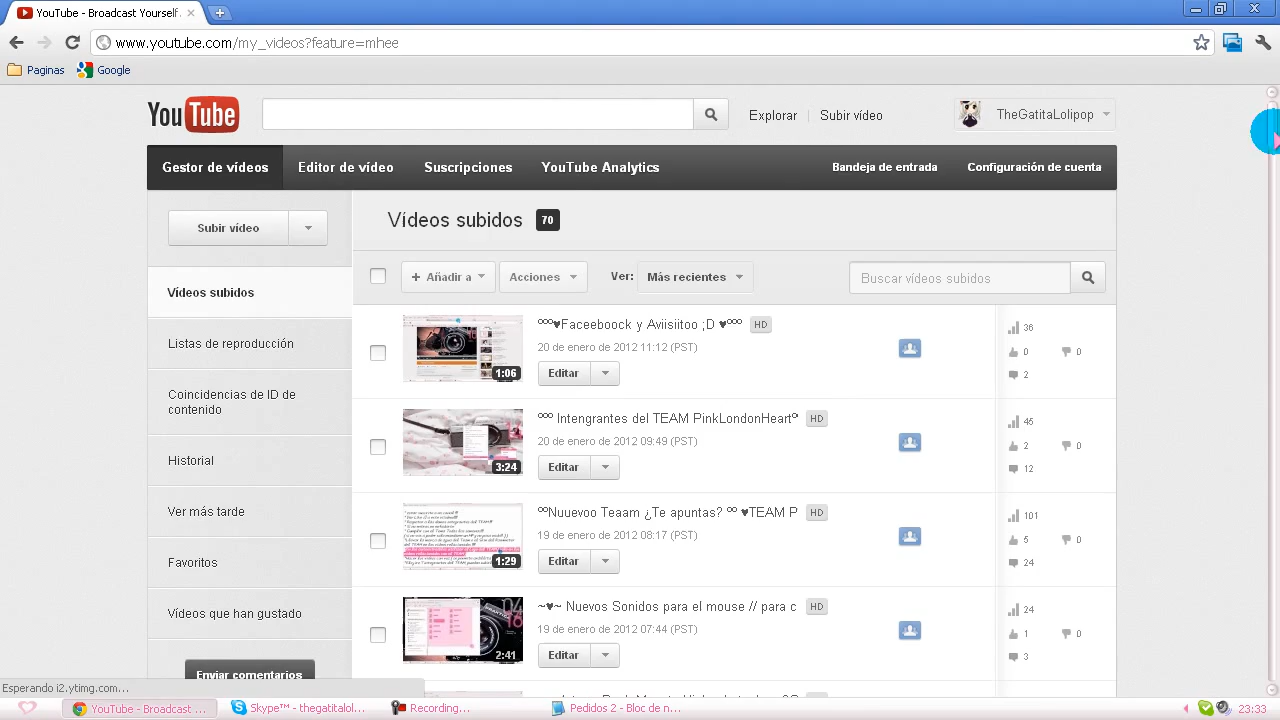 YouTube - Broadcast Yourself.
www.youtube.com/my_videos?feature=mhee
Paginas Google
YouTube Explorar Subir vídeo TheGatitaLolipop
Gestor de vídeos Editor de vídeo Suscripciones YouTube Analytics Bandeja de entrada Configuración de cuenta
Subir vídeo
Vídeos subidos
Listas de reproducción
Coincidencias de ID de
contenido
Historial
Ver más tarde
Favoritos
Vídeos que han gustado
Enviar comentarios
Vídeos subidos 70
+ Añadir a Acciones Ver: Más recientes Buscar vídeos subidos
ººº♥Faceboock y Aviisiitoo ;D ♥ººº HD
20 de enero de 2012 11:12 (PST)
1:06 Editar
36
0 0
2
ººº Intengrantes del TEAM PinkLondonHeartº HD
20 de enero de 2012 09:49 (PST)
3:24 Editar
45
2 0
12
ººNuuevoo Teaam ¿Te apuntas? ºº ♥TEAM P HD
19 de enero de 2012 09:17 (PST)
1:29 Editar
101
5 0
24
~♥~ Nuevos Sonidos para el mouse // para c HD
19 de enero de 2012 07:44 (PST)
2:41 Editar
24
1 0
3
Esperando i2.ytimg.com...
YouTube - Broadcast ... Skype™ - thegatitalol... Recording... Pedidos 2 - Bloc de n... 23:33